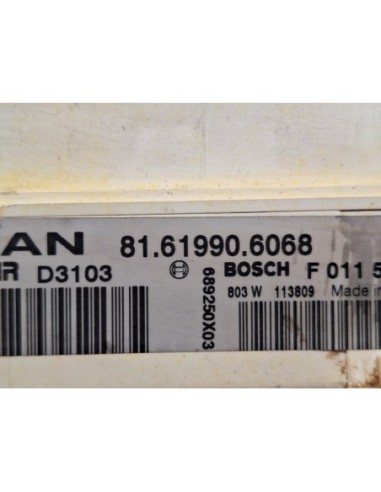 AN 81.61990.6068
R D3103 BOSCH F 011 5
803 W 113809 Made in
689250X03